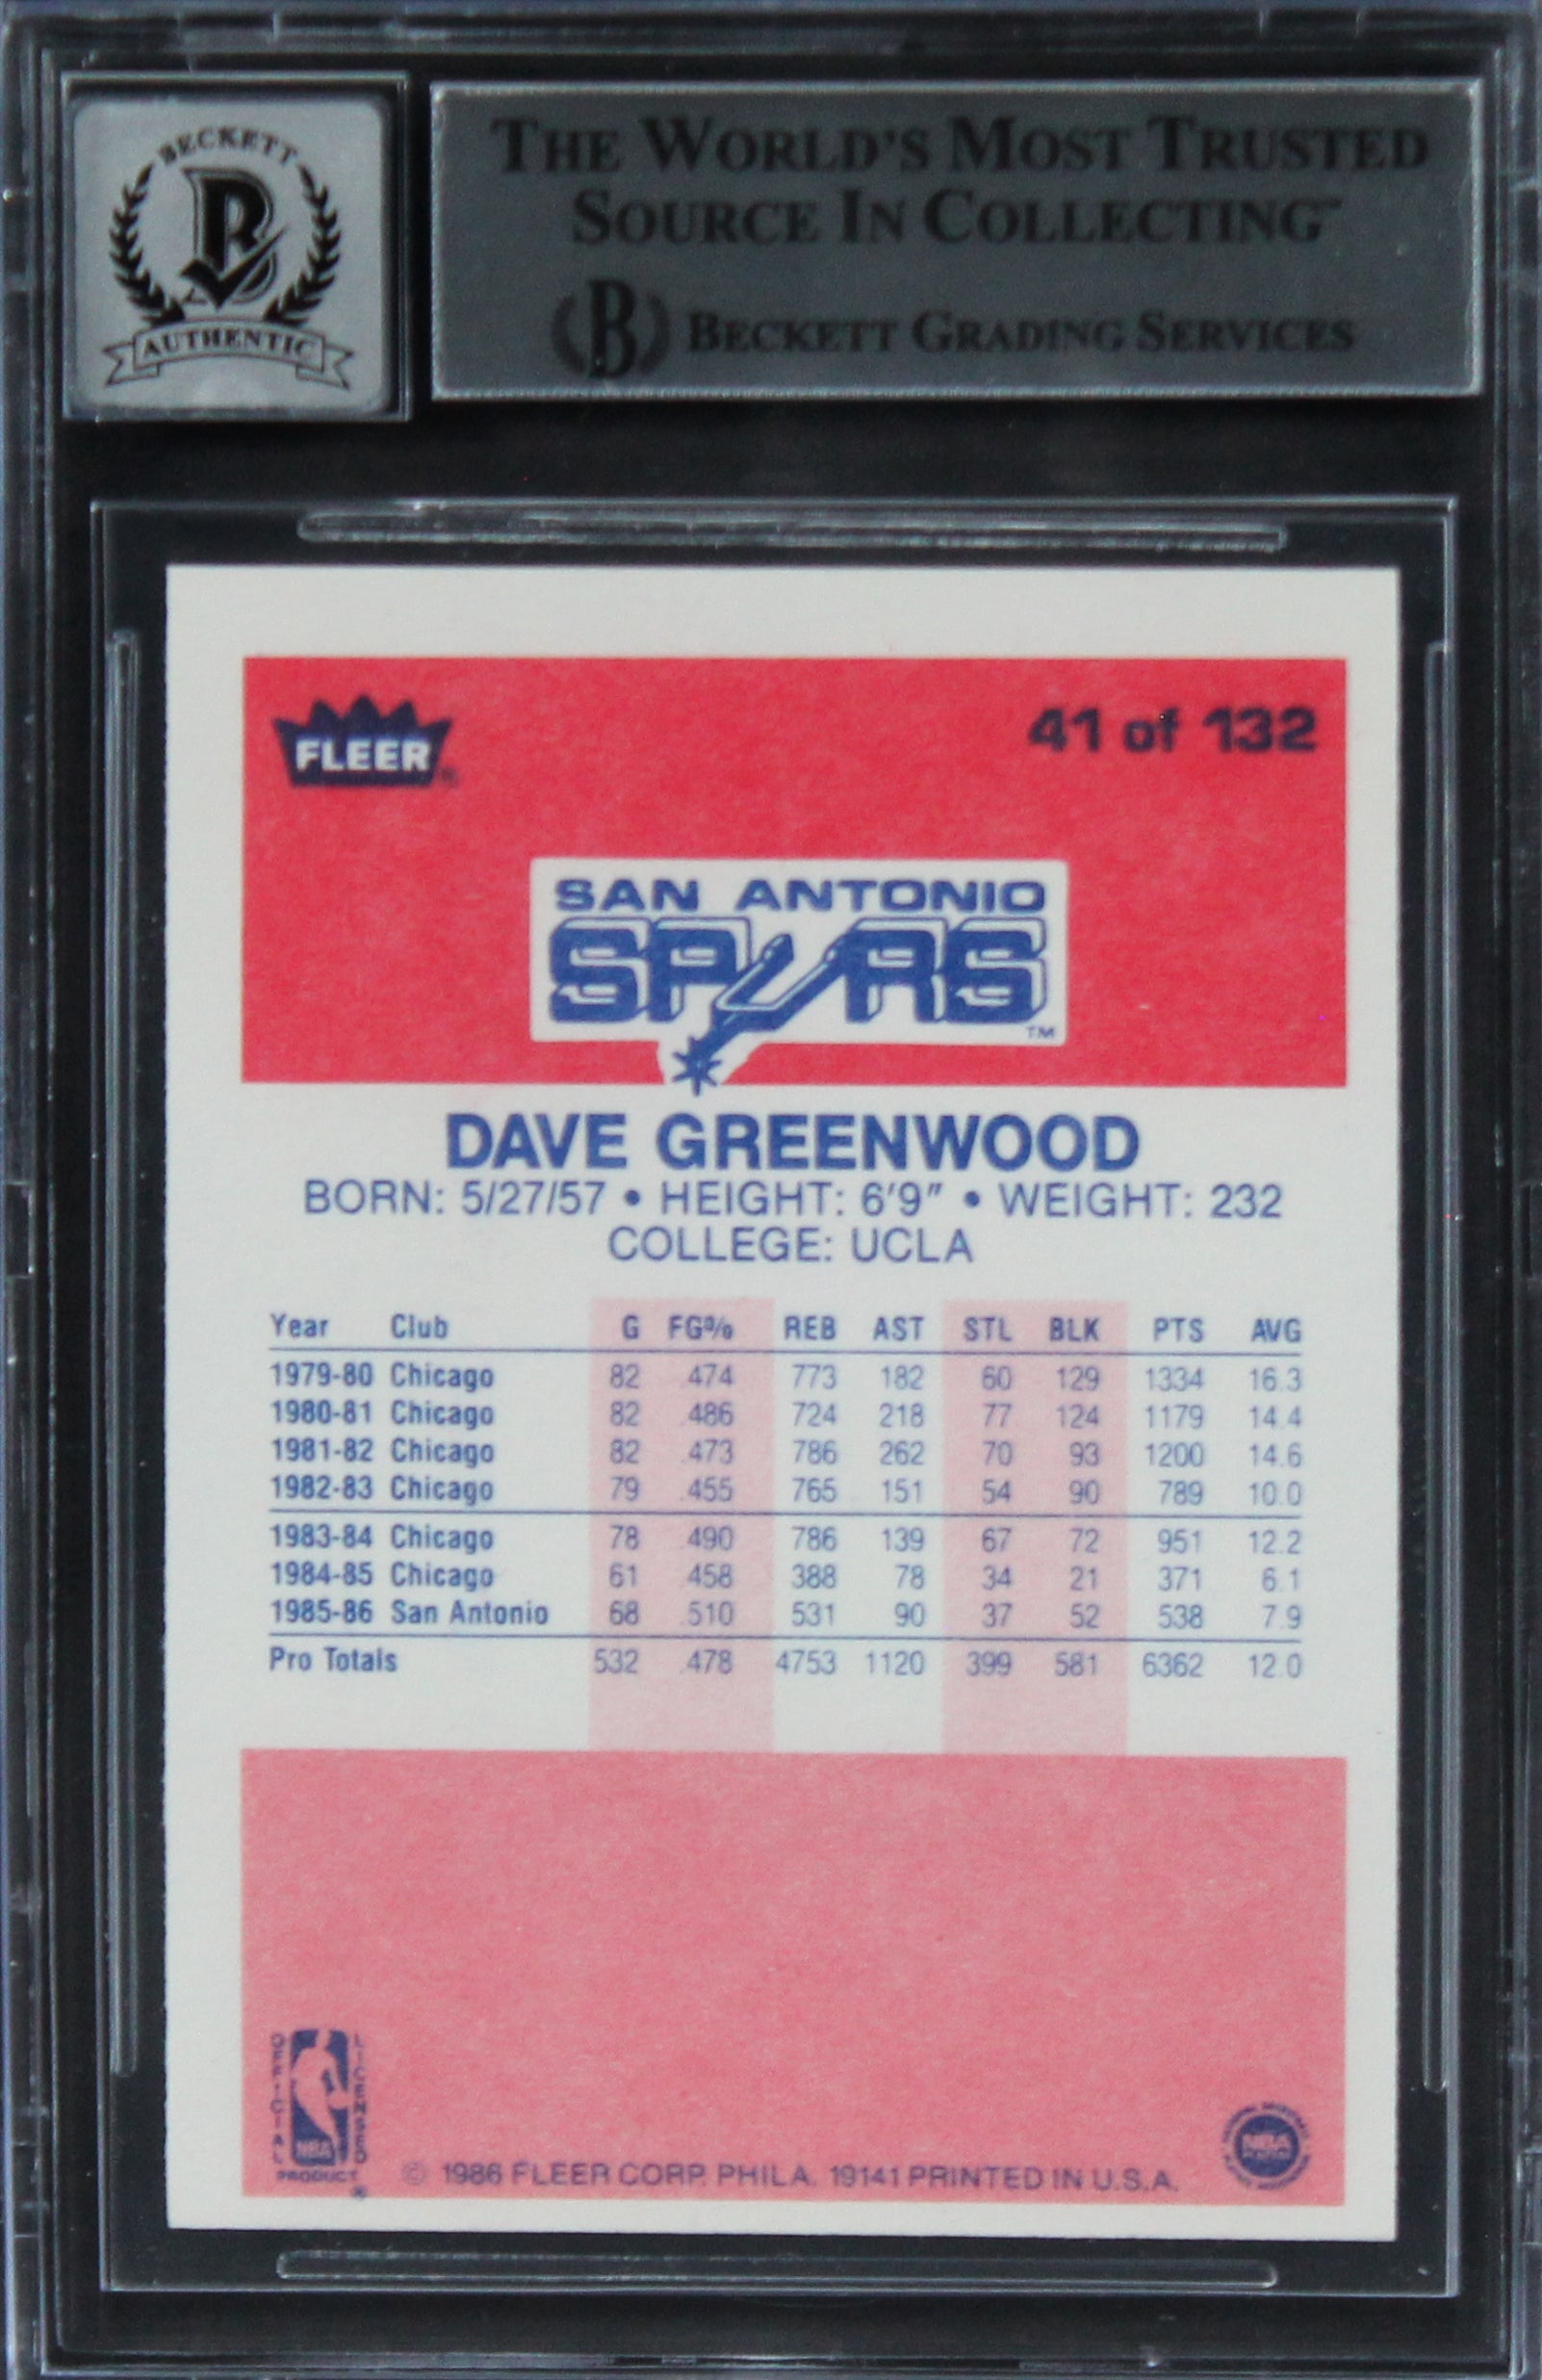 BECKETT
B
AUTHENTIC
THE WORLD'S MOST TRUSTED
SOURCE IN COLLECTING™
B BECKETT GRADING SERVICES
FLEER®
41 of 132
SAN ANTONIO
SPURS
TM
DAVE GREENWOOD
BORN: 5/27/57 • HEIGHT: 6'9" • WEIGHT: 232
COLLEGE: UCLA
Year Club G FG% REB AST STL BLK PTS AVG
1979-80 Chicago 82 .474 773 182 60 129 1334 16.3
1980-81 Chicago 82 .486 724 218 77 124 1179 14.4
1981-82 Chicago 82 .473 786 262 70 93 1200 14.6
1982-83 Chicago 79 .455 765 151 54 90 789 10.0
1983-84 Chicago 78 .490 786 139 67 72 951 12.2
1984-85 Chicago 61 .458 388 78 34 21 371 6.1
1985-86 San Antonio 68 .510 531 90 37 52 538 7.9
Pro Totals 532 .478 4753 1120 399 581 6362 12.0
OFFICIAL
NBA
LICENSED
PRODUCT
®
© 1986 FLEER CORP. PHILA. 19141 PRINTED IN U.S.A.